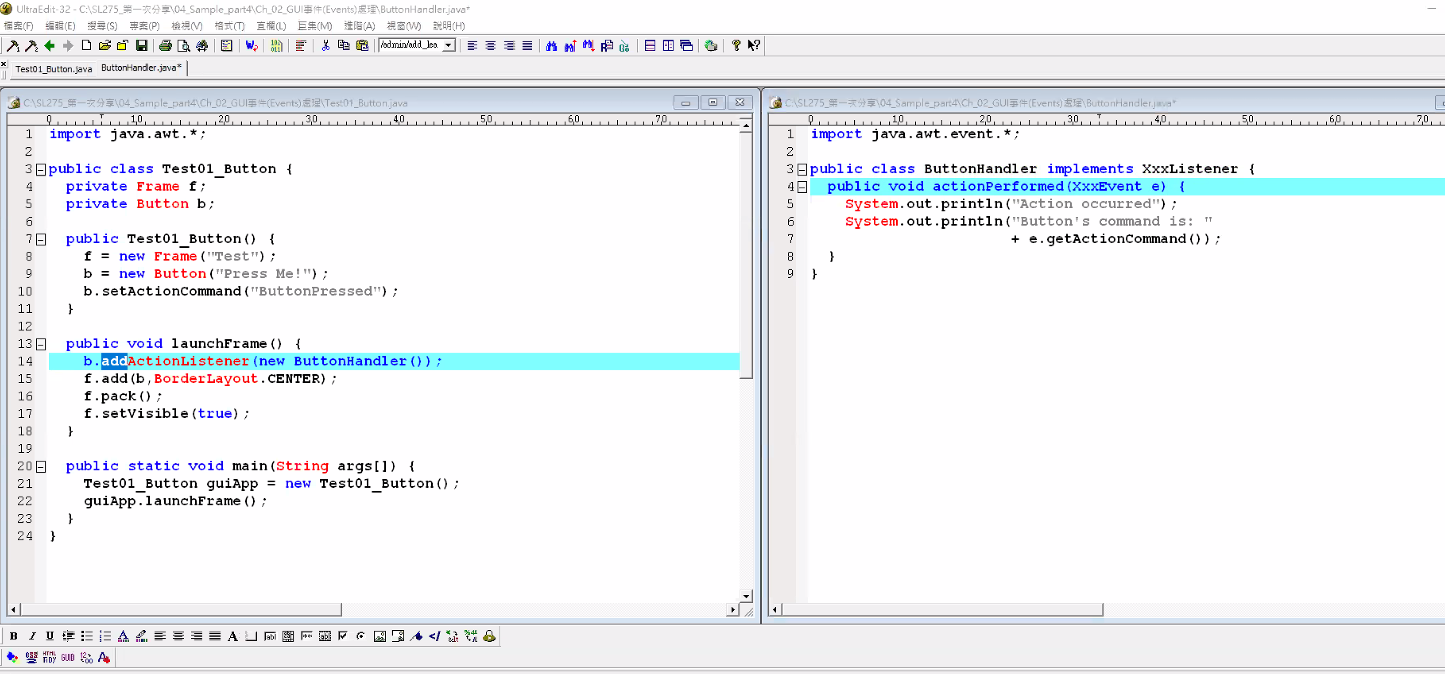 UltraEdit-32 - C:\SL275_第一次分享\04_Sample_part4\Ch_02_GUI事件(Events)處理\ButtonHandler.java*
檔案(F) 編輯(E) 搜尋(S) 專案(P) 檢視(V) 格式(T) 直欄(L) 巨集(M) 進階(A) 視窗(W) 說明(H)
/admin/add_lea
Test01_Button.java ButtonHandler.java*
C:\SL275_第一次分享\04_Sample_part4\Ch_02_GUI事件(Events)處理\Test01_Button.java
0 10 20 30 40 50 60 70
1 import java.awt.*;
2
3 public class Test01_Button {
4 private Frame f;
5 private Button b;
6
7 public Test01_Button() {
8 f = new Frame("Test");
9 b = new Button("Press Me!");
10 b.setActionCommand("ButtonPressed");
11 }
12
13 public void launchFrame() {
14 b.addActionListener(new ButtonHandler());
15 f.add(b,BorderLayout.CENTER);
16 f.pack();
17 f.setVisible(true);
18 }
19
20 public static void main(String args[]) {
21 Test01_Button guiApp = new Test01_Button();
22 guiApp.launchFrame();
23 }
24 }
C:\SL275_第一次分享\04_Sample_part4\Ch_02_GUI事件(Events)處理\ButtonHandler.java*
0 10 20 30 40 50 60 70
1 import java.awt.event.*;
2
3 public class ButtonHandler implements XxxListener {
4 public void actionPerformed(XxxEvent e) {
5 System.out.println("Action occurred");
6 System.out.println("Button's command is: "
7 + e.getActionCommand());
8 }
9 }
B I U
GUID